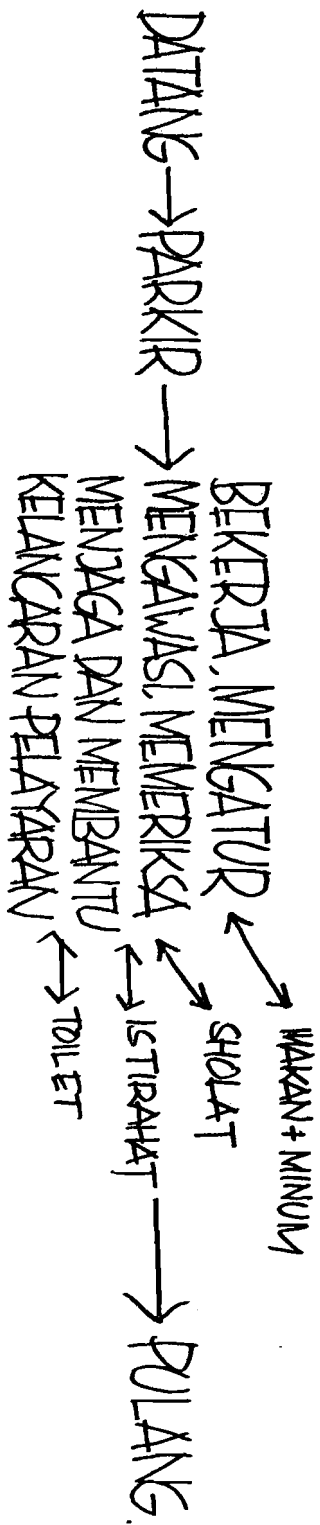 DATANG → PARKIR →
BEKERJA, MENGATUR
MENGAWASI, MEMERIKSA
MENJAGA DAN MEMBANTU
KELANCARAN PELAYARAN
↔ MAKAN + MINUM
↔ SHOLAT
↔ ISTIRAHAT
↔ TOILET
→ PULANG.